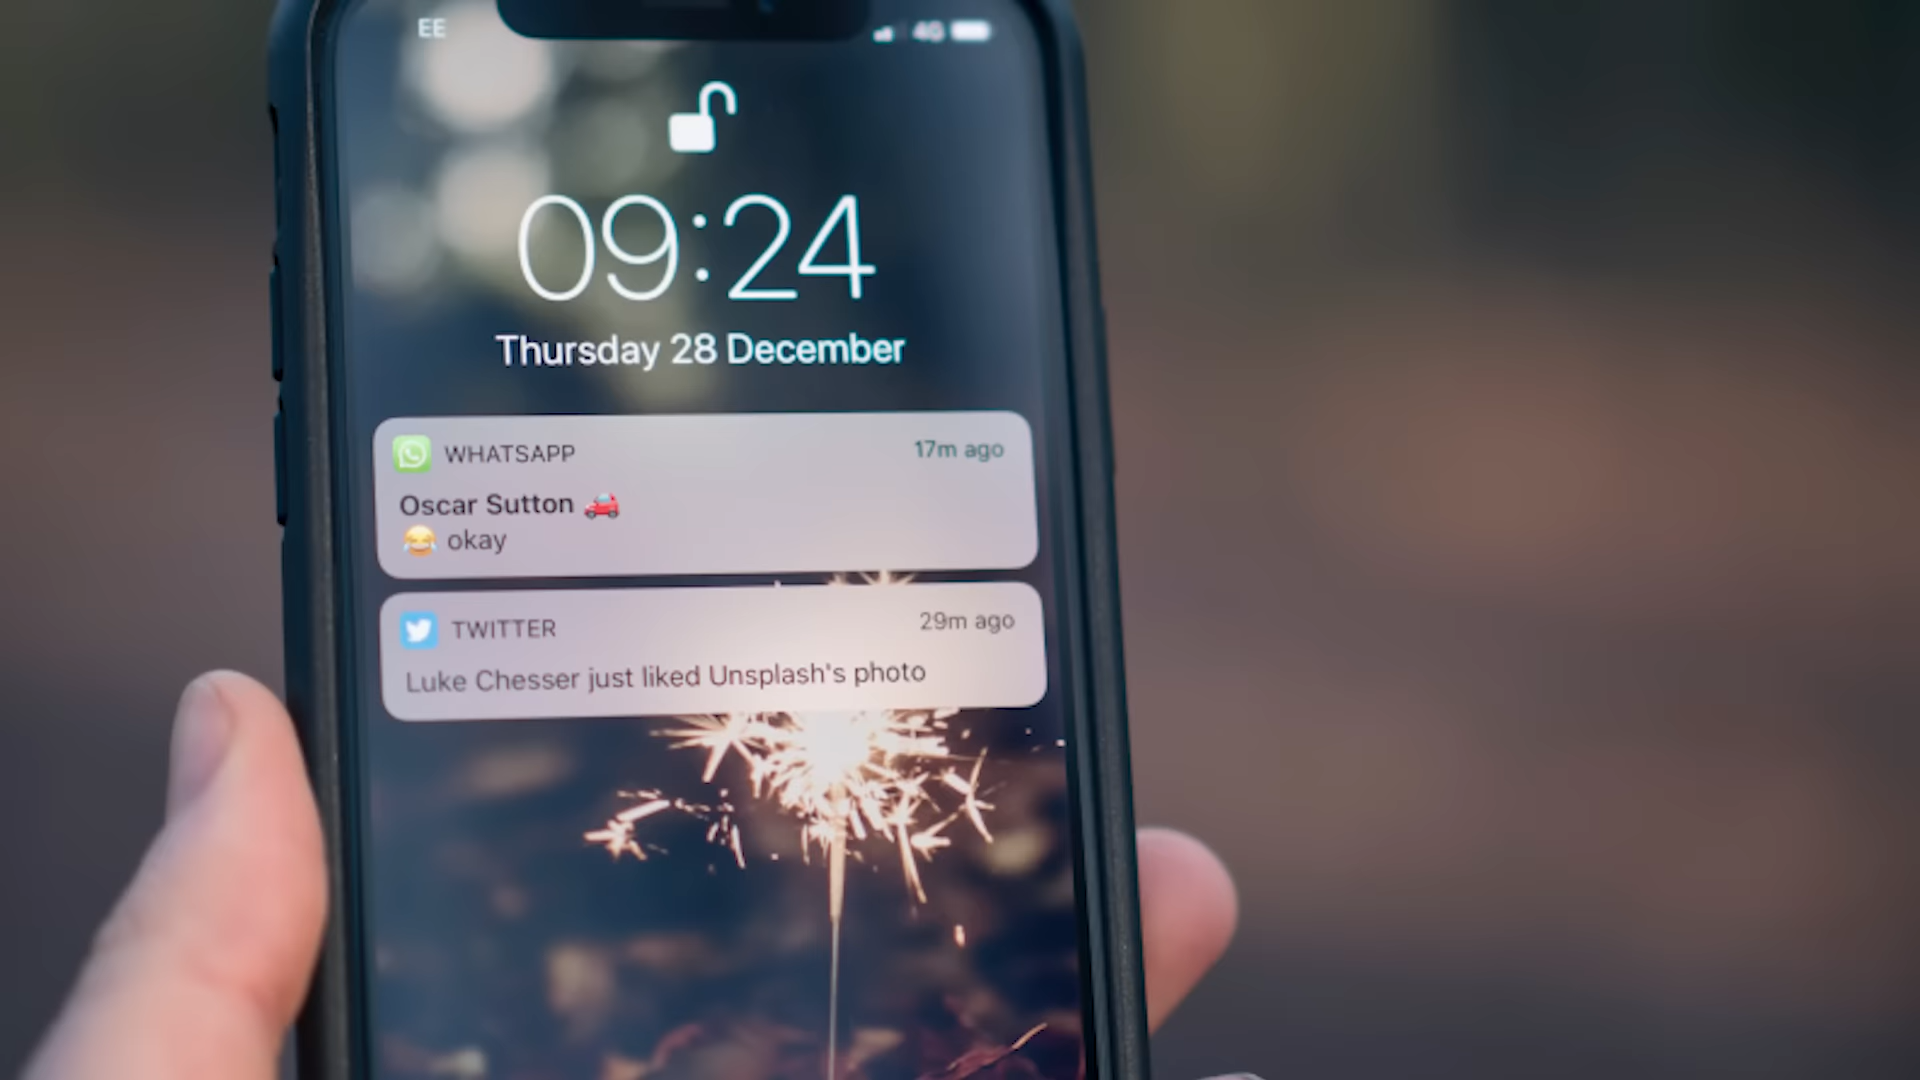 EE 4G
09:24
Thursday 28 December
WHATSAPP 17m ago
Oscar Sutton 🚗
😂 okay
TWITTER 29m ago
Luke Chesser just liked Unsplash's photo